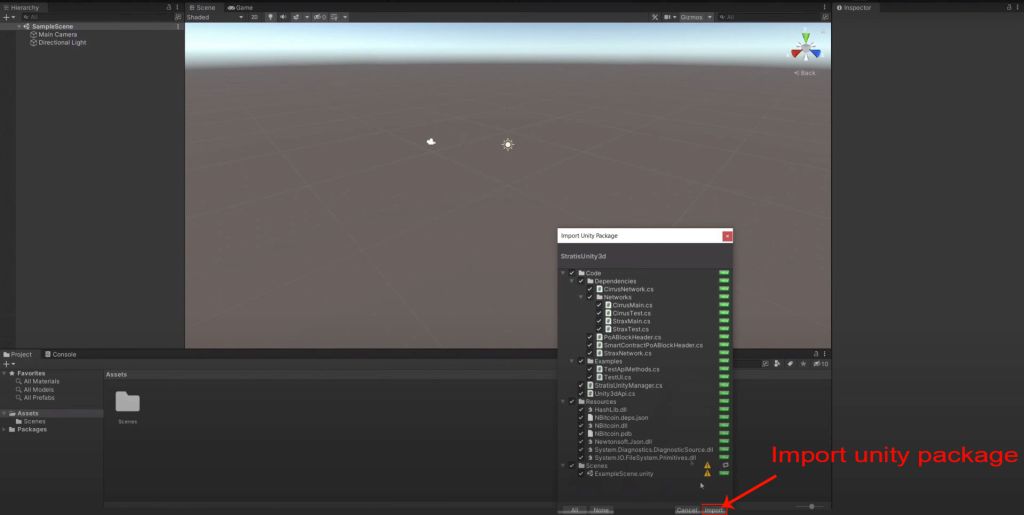 Hierarchy
All
SampleScene
Main Camera
Directional Light
Scene
Game
Shaded
2D
0
Gizmos
All
Back
Inspector
Import Unity Package
StratisUnity3d
Code
Dependencies
CirrusNetwork.cs
Networks
CirrusMain.cs
CirrusTest.cs
StraxMain.cs
StraxTest.cs
PoABlockHeader.cs
SmartContractPoABlockHeader.cs
StraxNetwork.cs
Examples
TestApiMethods.cs
TestUI.cs
StratisUnityManager.cs
Unity3dApi.cs
Resources
HashLib.dll
NBitcoin.deps.json
NBitcoin.dll
NBitcoin.pdb
Newtonsoft.Json.dll
System.Diagnostics.DiagnosticSource.dll
System.IO.FileSystem.Primitives.dll
Scenes
ExampleScene.unity
All
None
Cancel
Import
Import unity package
Project
Console
10
Favorites
All Materials
All Models
All Prefabs
Assets
Scenes
Packages
Assets
Scenes